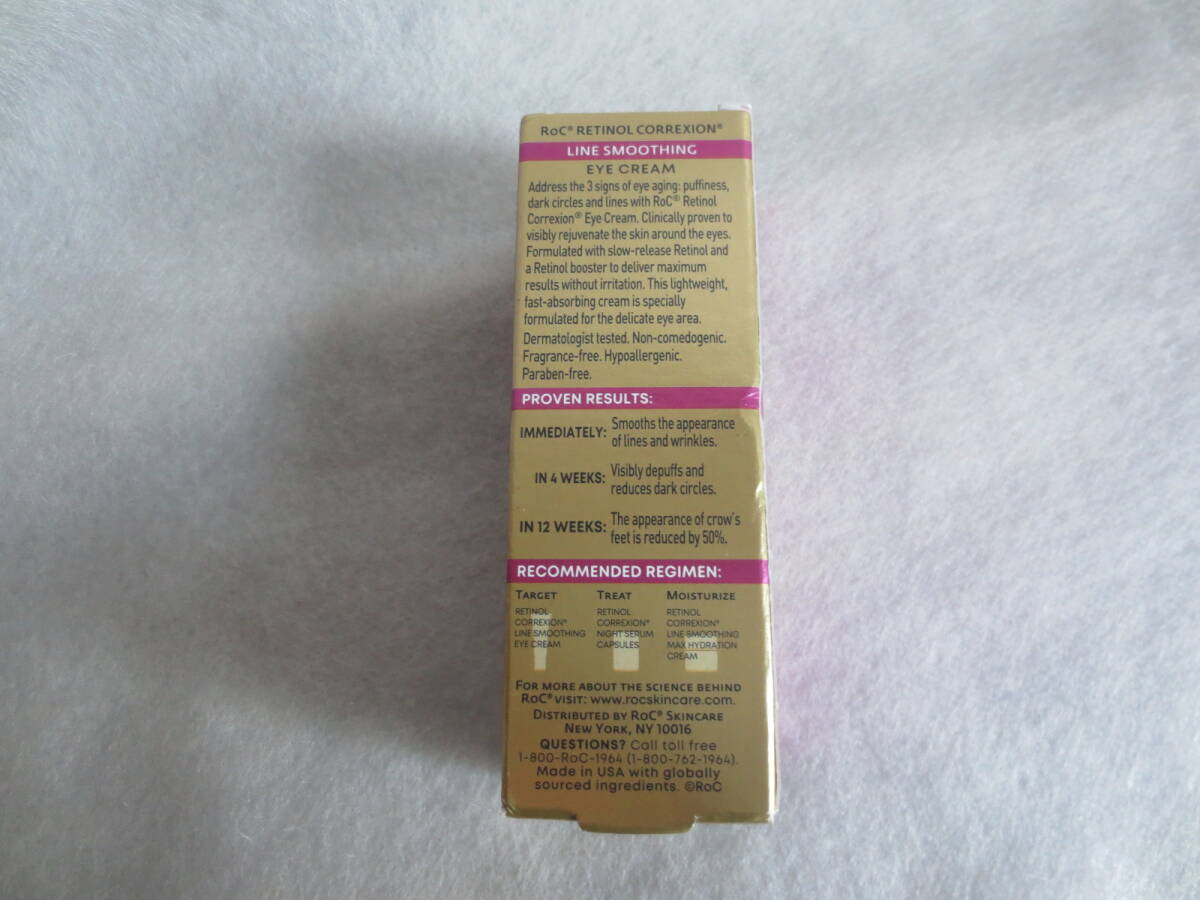 RoC® RETINOL CORREXION®
LINE SMOOTHING
EYE CREAM
Address the 3 signs of eye aging: puffiness,
dark circles and lines with RoC® Retinol
Correxion® Eye Cream. Clinically proven to
visibly rejuvenate the skin around the eyes.
Formulated with slow-release Retinol and
a Retinol booster to deliver maximum
results without irritation. This lightweight,
fast-absorbing cream is specially
formulated for the delicate eye area.
Dermatologist tested. Non-comedogenic.
Fragrance-free. Hypoallergenic.
Paraben-free.
PROVEN RESULTS:
IMMEDIATELY: Smooths the appearance
of lines and wrinkles.
IN 4 WEEKS: Visibly depuffs and
reduces dark circles.
IN 12 WEEKS: The appearance of crow's
feet is reduced by 50%.
RECOMMENDED REGIMEN:
TARGET
RETINOL
CORREXION®
LINE SMOOTHING
EYE CREAM
TREAT
RETINOL
CORREXION®
NIGHT SERUM
CAPSULES
MOISTURIZE
RETINOL
CORREXION®
LINE SMOOTHING
MAX HYDRATION
CREAM
FOR MORE ABOUT THE SCIENCE BEHIND
RoC® VISIT: www.rocskincare.com.
DISTRIBUTED BY RoC® SKINCARE
NEW YORK, NY 10016
QUESTIONS? Call toll free
1-800-RoC-1964 (1-800-762-1964).
Made in USA with globally
sourced ingredients. ©RoC